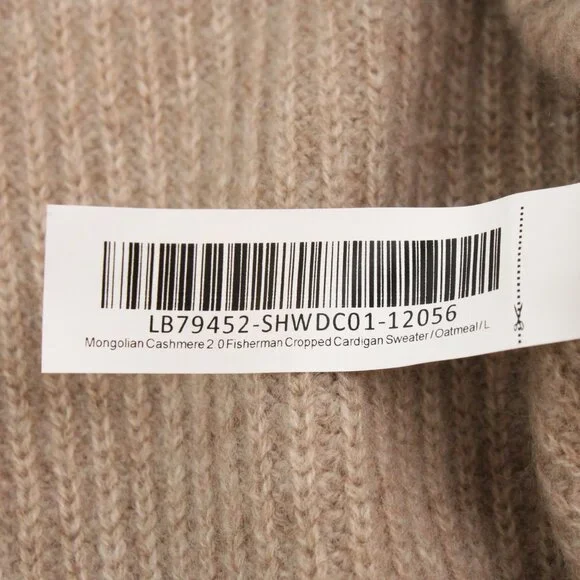 LB79452-SHWDC01-12056
Mongolian Cashmere 2 0 Fisherman Cropped Cardigan Sweater / Oatmeal / L